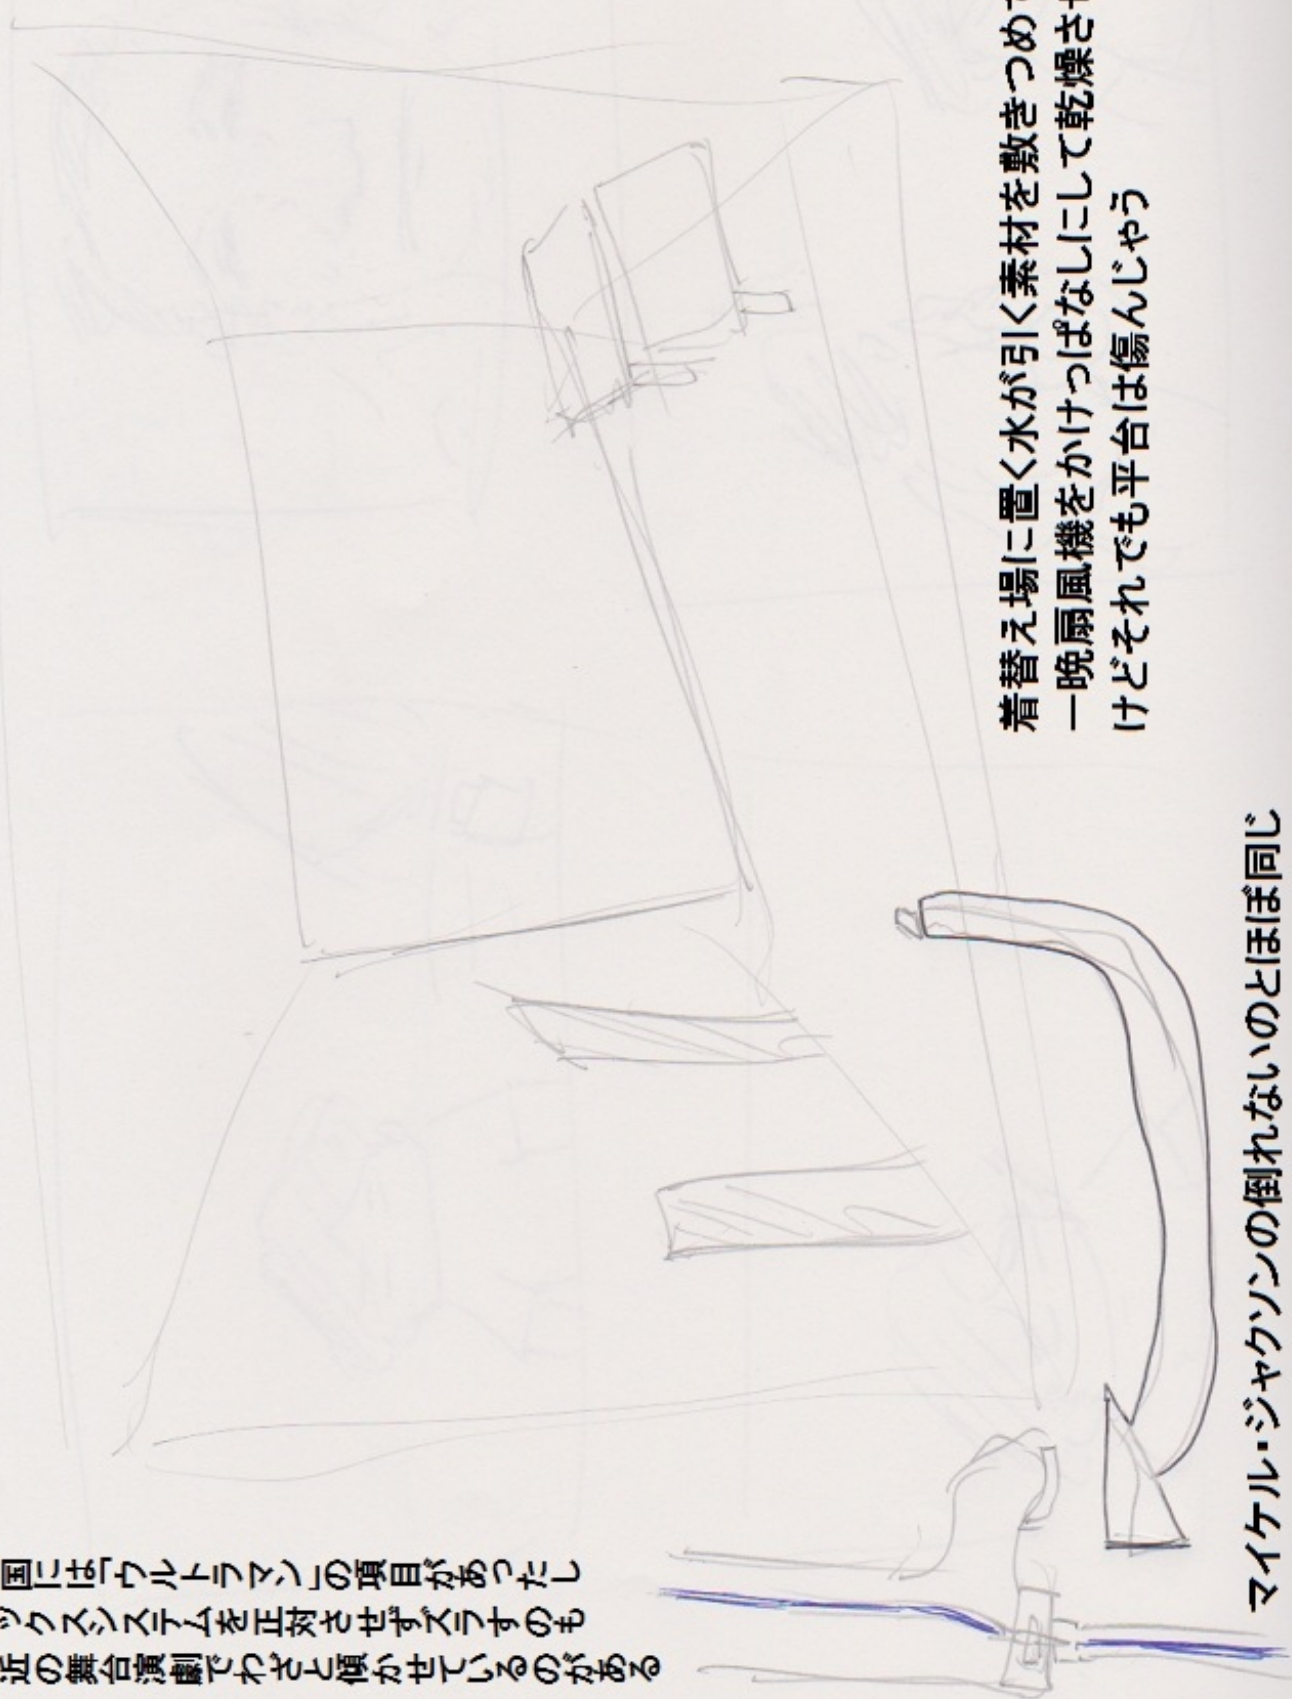 着替え場に置く水が引く素材を敷きつめて
一晩扇風機をかけっぱなしにして乾燥させ
けどそれでも平台は傷んじゃう
マイケル・ジャクソンの倒れないのとほぼ同じ
国には「ウルトラマン」の項目があったし
ックスシステムを正対させずズラすのも
近の舞台演劇でわざと傾かせているのがある